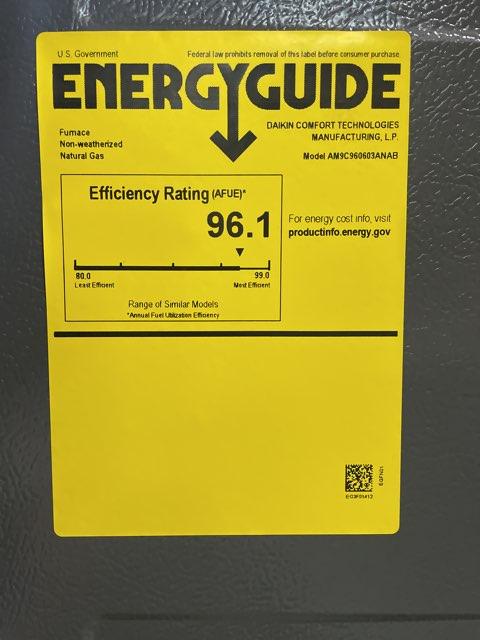 U.S. Government
Federal law prohibits removal of this label before consumer purchase
ENERGYGUIDE
Furnace
Non-weatherized
Natural Gas
DAIKIN COMFORT TECHNOLOGIES
MANUFACTURING, L.P.
Model AM9C960603ANAB
Efficiency Rating (AFUE)*
96.1
80.0
Least Efficient
99.0
Most Efficient
Range of Similar Models
*Annual Fuel Utilization Efficiency
For energy cost info, visit
productinfo.energy.gov
EGFN21